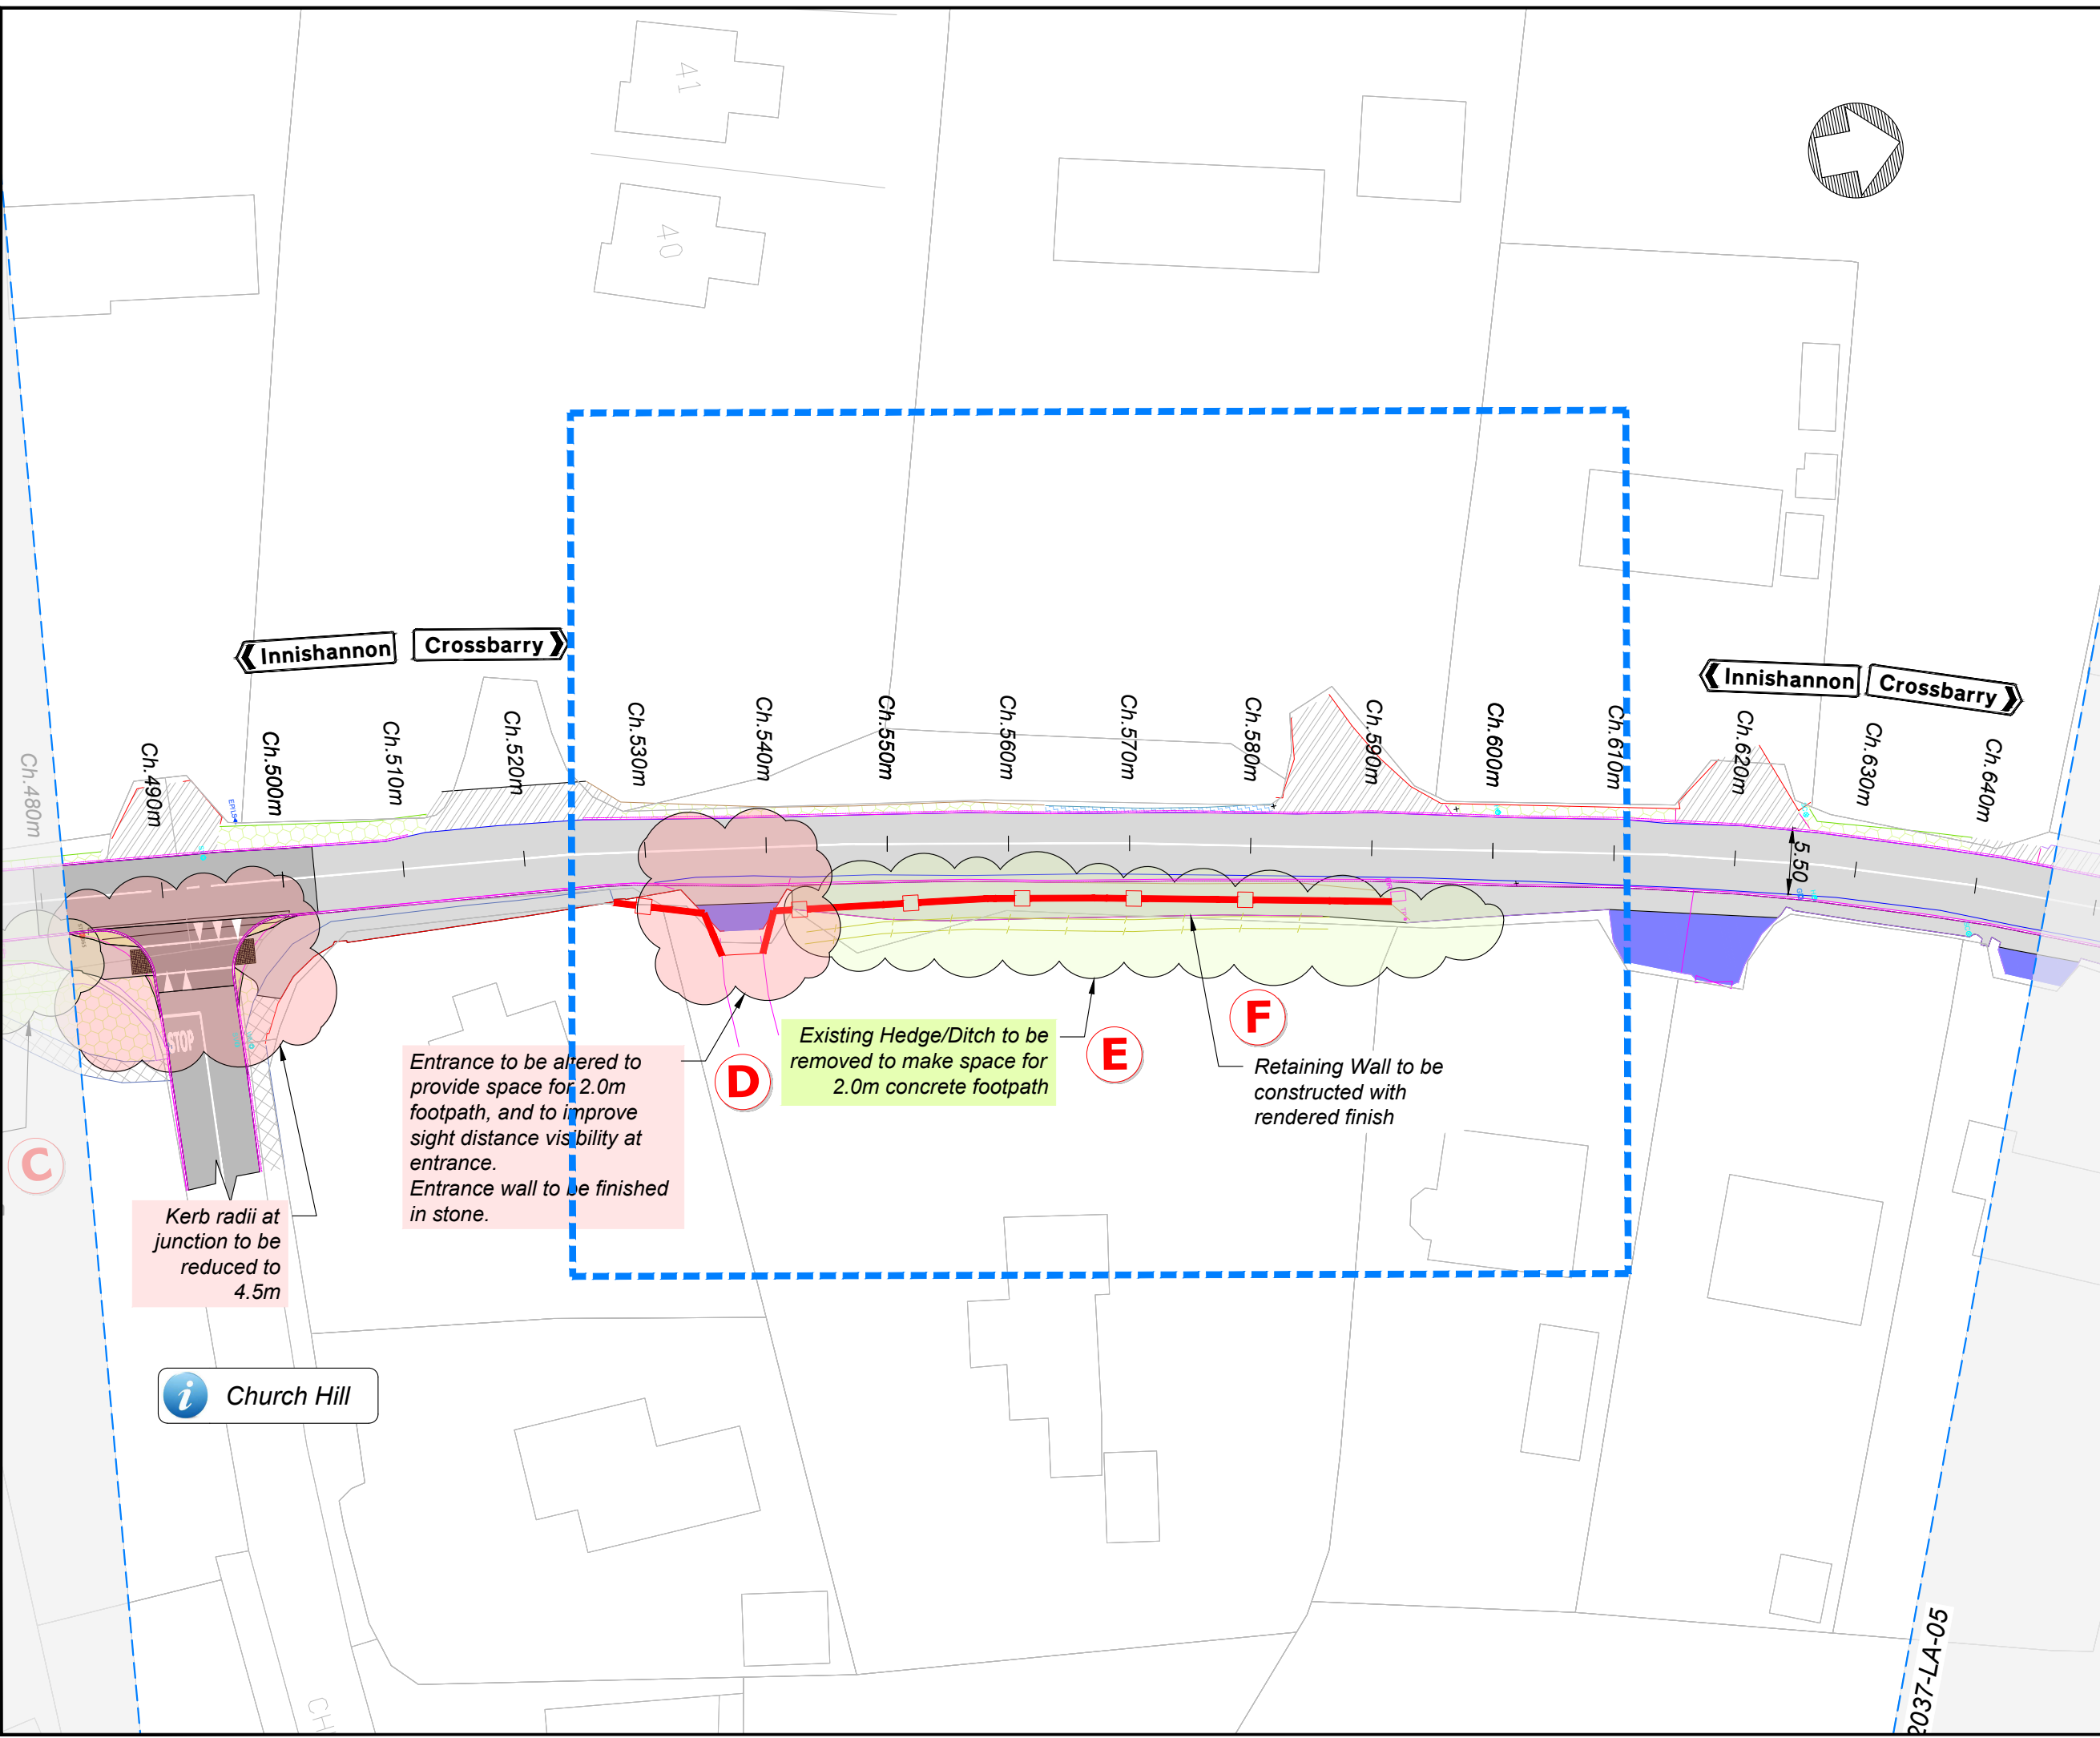 41
40
Innishannon
Crossbarry
Innishannon
Crossbarry
Ch.480m
Ch.490m
Ch.500m
Ch.510m
Ch.520m
Ch.530m
Ch.540m
Ch.550m
Ch.560m
Ch.570m
Ch.580m
Ch.590m
Ch.600m
Ch.610m
Ch.620m
Ch.630m
Ch.640m
5.50
STOP
C
D
E
F
Existing Hedge/Ditch to be
removed to make space for
2.0m concrete footpath
Retaining Wall to be
constructed with
rendered finish
Entrance to be altered to
provide space for 2.0m
footpath, and to improve
sight distance visibility at
entrance.
Entrance wall to be finished
in stone.
Kerb radii at
junction to be
reduced to
4.5m
i Church Hill
CH
2037-LA-05